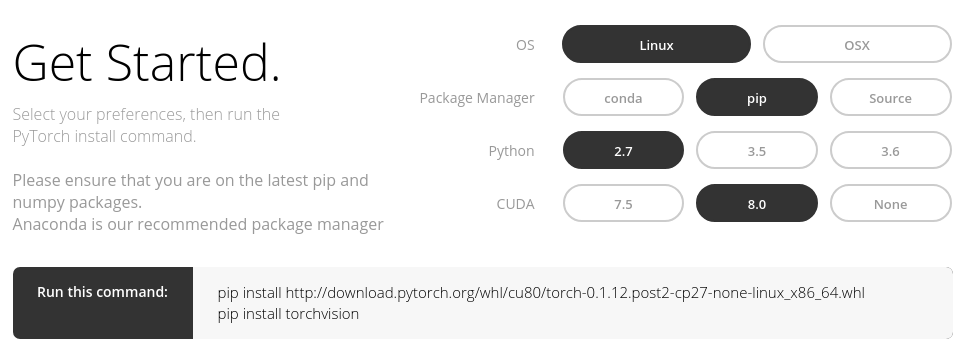 Get Started.
Select your preferences, then run the
PyTorch install command.
Please ensure that you are on the latest pip and
numpy packages.
Anaconda is our recommended package manager
OS Linux OSX
Package Manager conda pip Source
Python 2.7 3.5 3.6
CUDA 7.5 8.0 None
Run this command: pip install http://download.pytorch.org/whl/cu80/torch-0.1.12.post2-cp27-none-linux_x86_64.whl
pip install torchvision